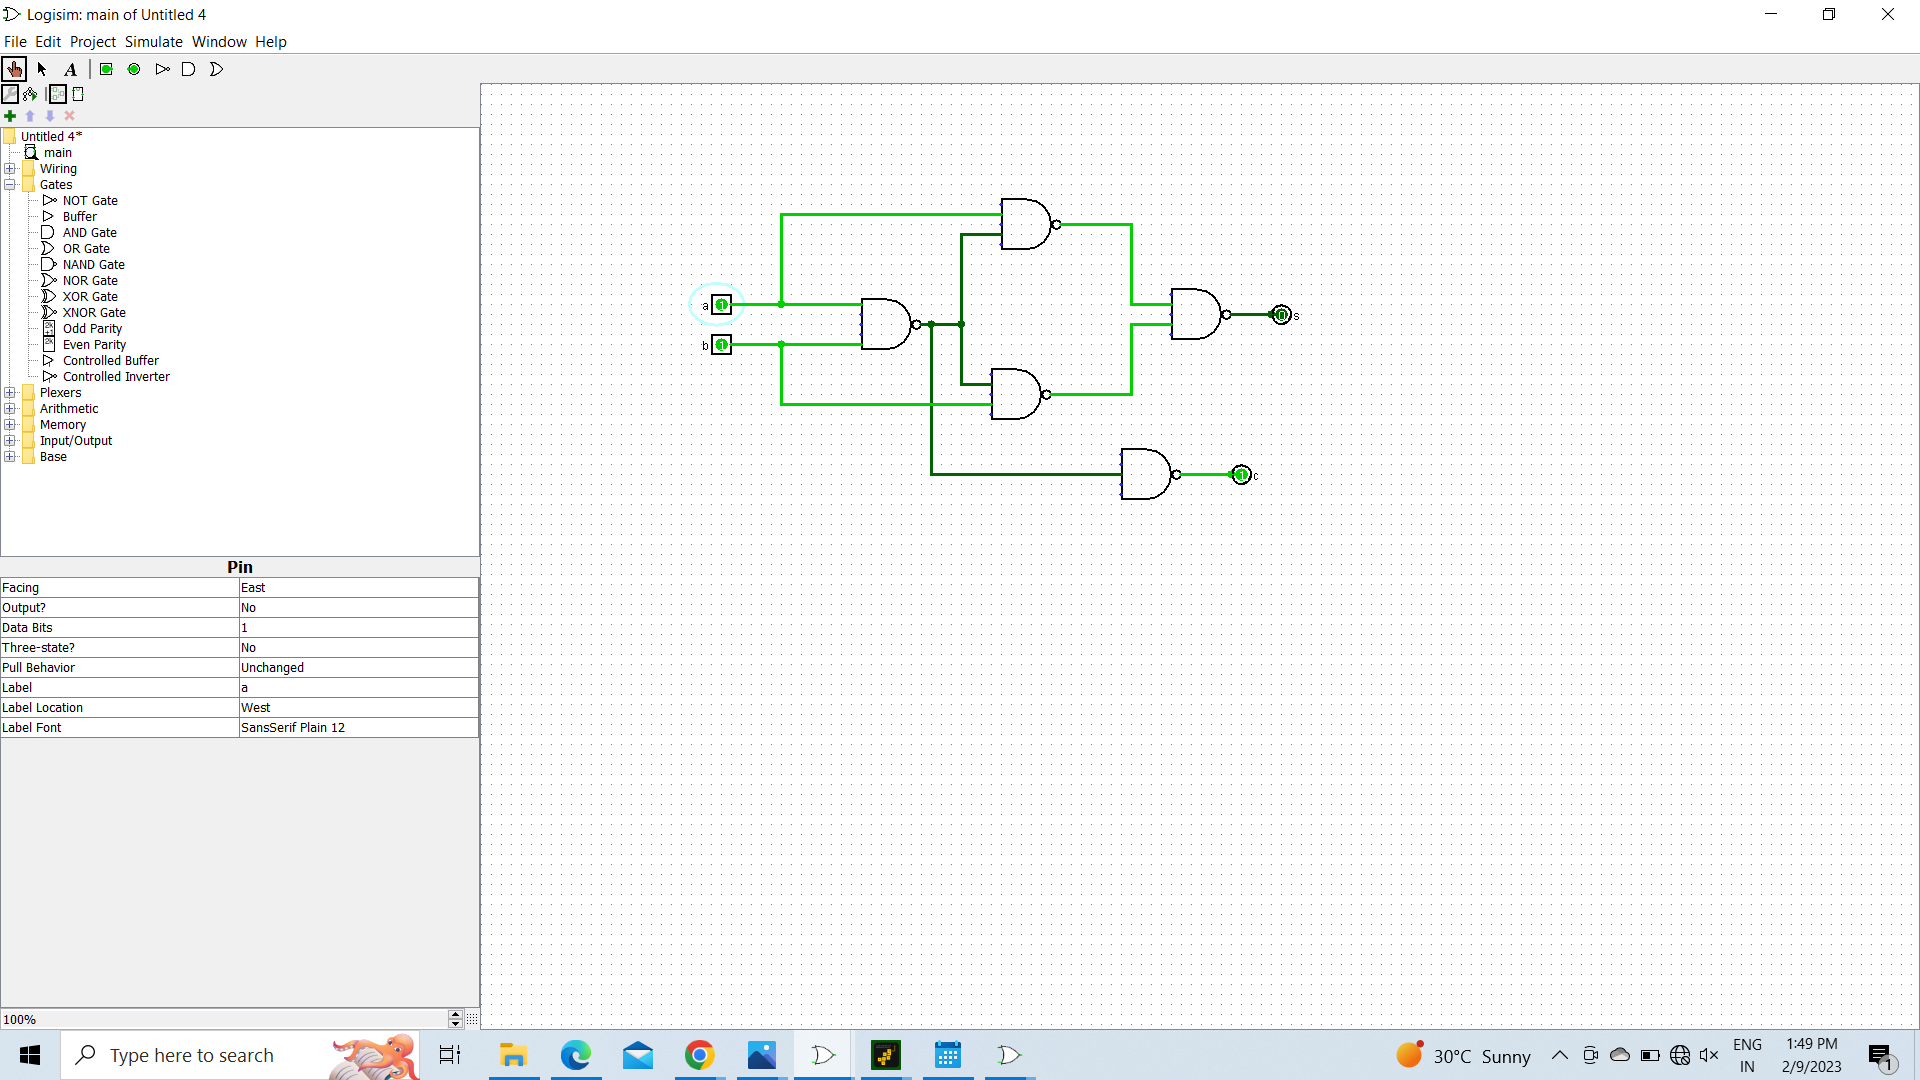 Logisim: main of Untitled 4
File Edit Project Simulate Window Help
A
Untitled 4*
main
Wiring
Gates
NOT Gate
Buffer
AND Gate
OR Gate
NAND Gate
NOR Gate
XOR Gate
XNOR Gate
Odd Parity
Even Parity
Controlled Buffer
Controlled Inverter
Plexers
Arithmetic
Memory
Input/Output
Base
Pin
Facing East
Output? No
Data Bits 1
Three-state? No
Pull Behavior Unchanged
Label a
Label Location West
Label Font SansSerif Plain 12
100%
a 1
b 1
0 s
1 c
Type here to search
30°C Sunny
ENG
IN
1:49 PM
2/9/2023
1